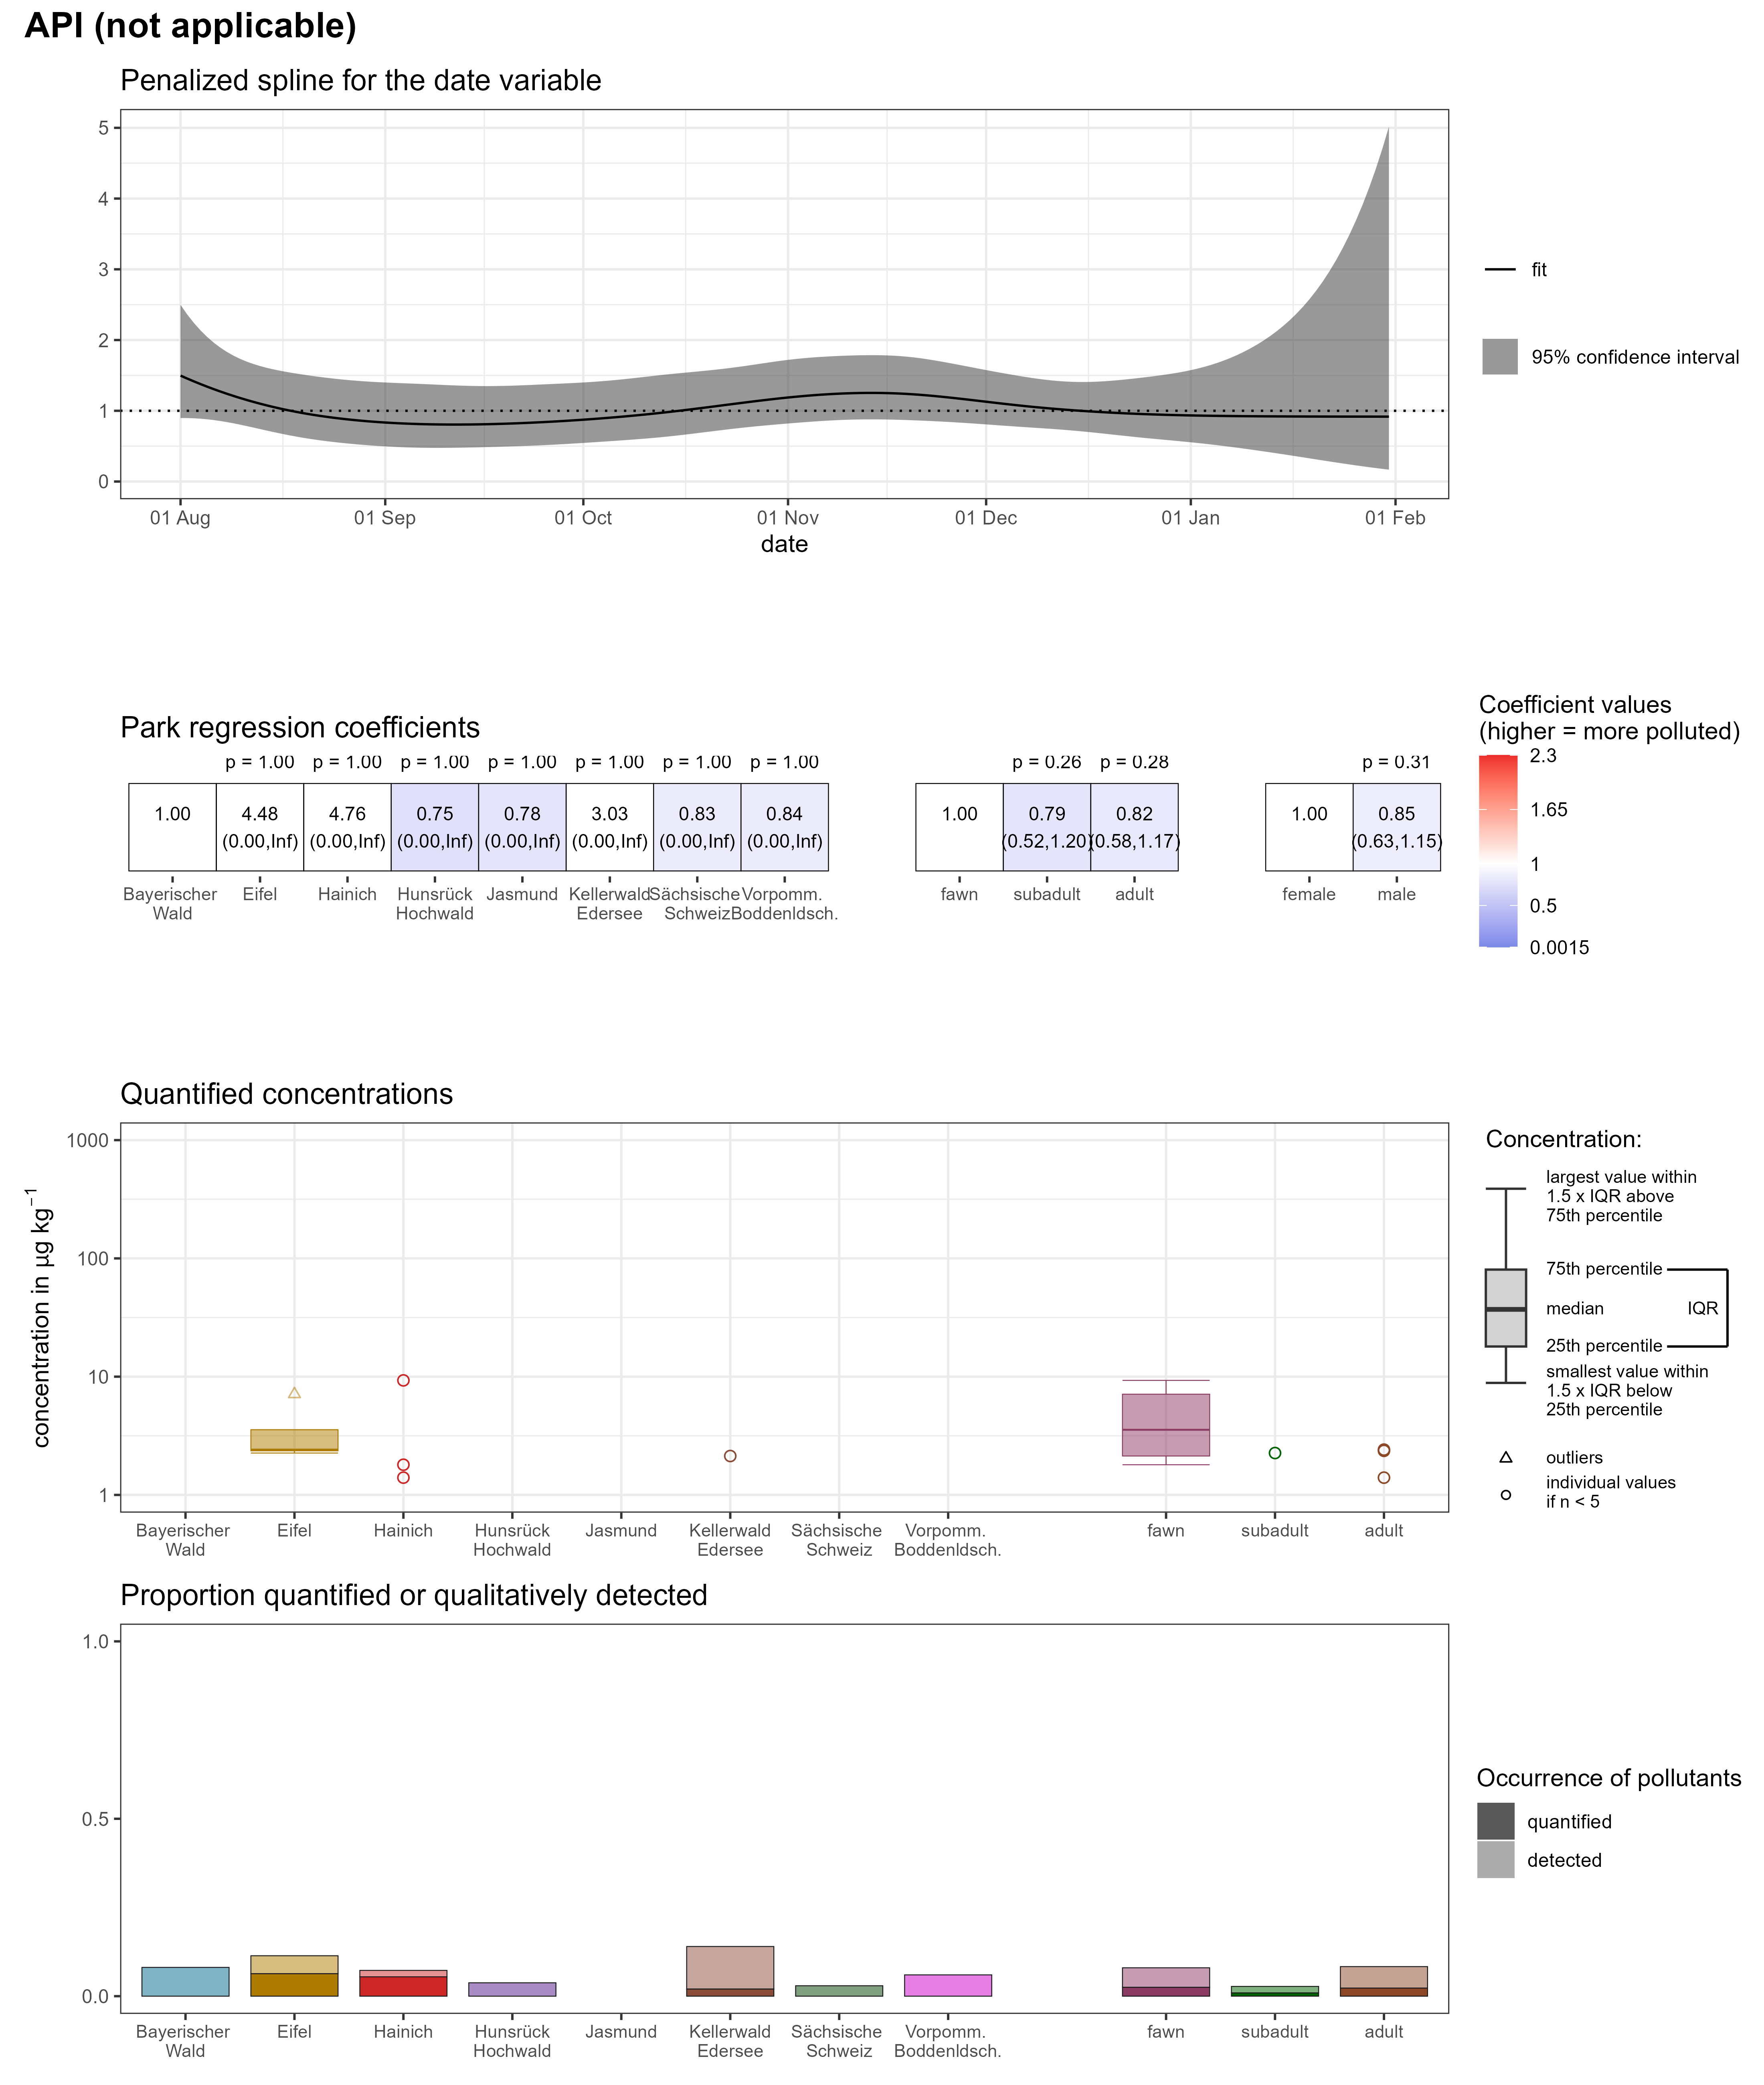 API (not applicable)
Penalized spline for the date variable
5
4
3
2
1
0
01 Aug 01 Sep 01 Oct 01 Nov 01 Dec 01 Jan 01 Feb
date
fit
95% confidence interval
Park regression coefficients
p = 1.00 p = 1.00 p = 1.00 p = 1.00 p = 1.00 p = 1.00 p = 1.00 p = 0.26 p = 0.28 p = 0.31
1.00 4.48 4.76 0.75 0.78 3.03 0.83 0.84 1.00 0.79 0.82 1.00 0.85
(0.00,Inf) (0.00,Inf) (0.00,Inf) (0.00,Inf) (0.00,Inf) (0.00,Inf) (0.00,Inf) (0.52,1.20) (0.58,1.17) (0.63,1.15)
Bayerischer Eifel Hainich Hunsrück Jasmund Kellerwald Sächsische Vorpomm. fawn subadult adult female male
Wald Hochwald Edersee Schweiz Boddenldsch.
Coefficient values
(higher = more polluted)
2.3
1.65
1
0.5
0.0015
Quantified concentrations
concentration in µg kg⁻¹
1000
100
10
1
Bayerischer Eifel Hainich Hunsrück Jasmund Kellerwald Sächsische Vorpomm. fawn subadult adult
Wald Hochwald Edersee Schweiz Boddenldsch.
Concentration:
largest value within
1.5 x IQR above
75th percentile
75th percentile
median IQR
25th percentile
smallest value within
1.5 x IQR below
25th percentile
outliers
individual values
if n < 5
Proportion quantified or qualitatively detected
1.0
0.5
0.0
Bayerischer Eifel Hainich Hunsrück Jasmund Kellerwald Sächsische Vorpomm. fawn subadult adult
Wald Hochwald Edersee Schweiz Boddenldsch.
Occurrence of pollutants
quantified
detected